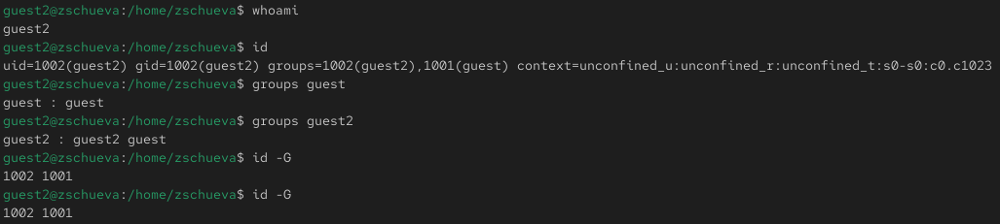 guest2@zschueva:/home/zschueva$ whoami
guest2
guest2@zschueva:/home/zschueva$ id
uid=1002(guest2) gid=1002(guest2) groups=1002(guest2),1001(guest) context=unconfined_u:unconfined_r:unconfined_t:s0-s0:c0.c1023
guest2@zschueva:/home/zschueva$ groups guest
guest : guest
guest2@zschueva:/home/zschueva$ groups guest2
guest2 : guest2 guest
guest2@zschueva:/home/zschueva$ id -G
1002 1001
guest2@zschueva:/home/zschueva$ id -G
1002 1001